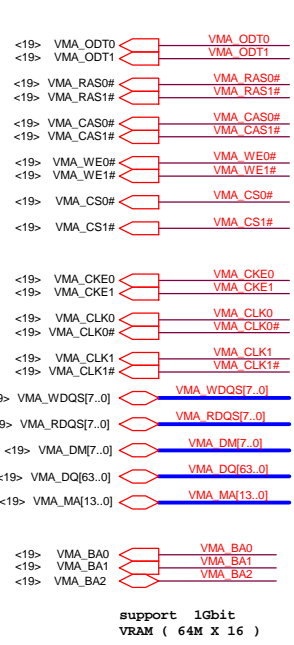 <19> VMA_ODT0 VMA_ODT0
<19> VMA_ODT1 VMA_ODT1
<19> VMA_RAS0# VMA_RAS0#
<19> VMA_RAS1# VMA_RAS1#
<19> VMA_CAS0# VMA_CAS0#
<19> VMA_CAS1# VMA_CAS1#
<19> VMA_WE0# VMA_WE0#
<19> VMA_WE1# VMA_WE1#
<19> VMA_CS0# VMA_CS0#
<19> VMA_CS1# VMA_CS1#
<19> VMA_CKE0 VMA_CKE0
<19> VMA_CKE1 VMA_CKE1
<19> VMA_CLK0 VMA_CLK0
<19> VMA_CLK0# VMA_CLK0#
<19> VMA_CLK1 VMA_CLK1
<19> VMA_CLK1# VMA_CLK1#
9> VMA_WDQS[7..0] VMA_WDQS[7..0]
9> VMA_RDQS[7..0] VMA_RDQS[7..0]
<19> VMA_DM[7..0] VMA_DM[7..0]
<19> VMA_DQ[63..0] VMA_DQ[63..0]
<19> VMA_MA[13..0] VMA_MA[13..0]
<19> VMA_BA0 VMA_BA0
<19> VMA_BA1 VMA_BA1
<19> VMA_BA2 VMA_BA2
support 1Gbit
VRAM ( 64M X 16 )